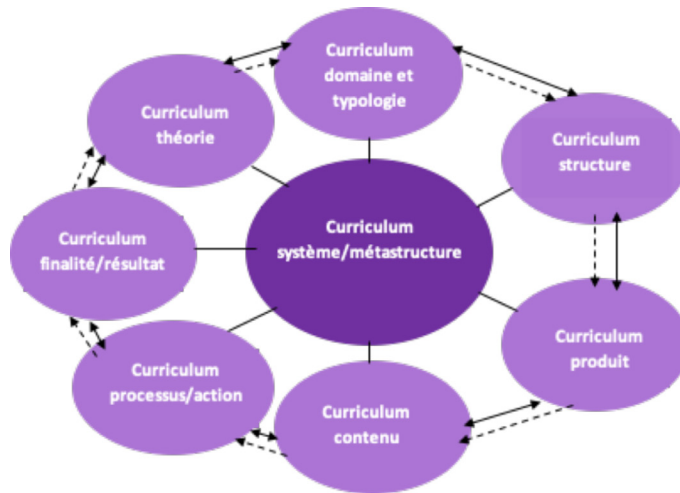 Curriculum
domaine et
typologie
Curriculum
théorie
Curriculum
structure
Curriculum
système/métastructure
Curriculum
finalité/résultat
Curriculum
produit
Curriculum
processus/action
Curriculum
contenu